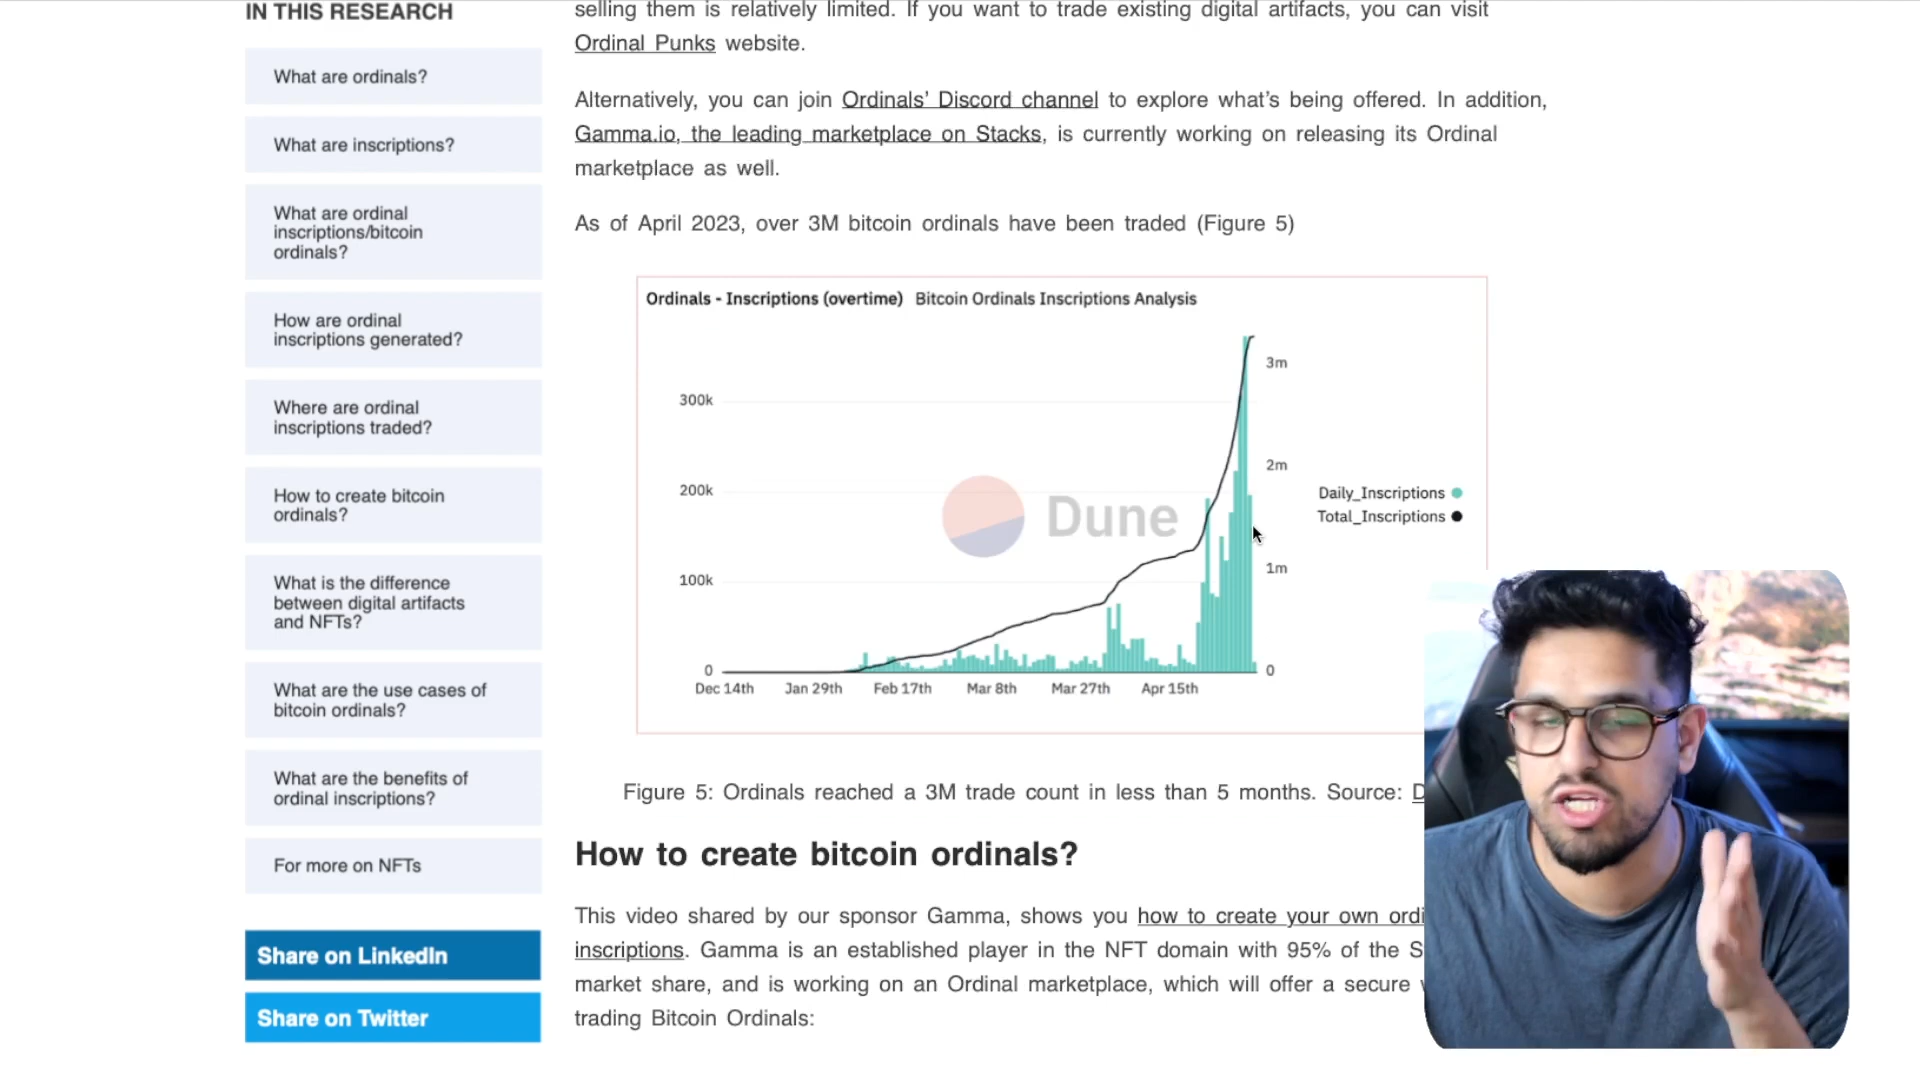 IN THIS RESEARCH
What are ordinals?
What are inscriptions?
What are ordinal
inscriptions/bitcoin
ordinals?
How are ordinal
inscriptions generated?
Where are ordinal
inscriptions traded?
How to create bitcoin
ordinals?
What is the difference
between digital artifacts
and NFTs?
What are the use cases of
bitcoin ordinals?
What are the benefits of
ordinal inscriptions?
For more on NFTs
Share on LinkedIn
Share on Twitter
selling them is relatively limited. If you want to trade existing digital artifacts, you can visit
Ordinal Punks website.
Alternatively, you can join Ordinals’ Discord channel to explore what’s being offered. In addition,
Gamma.io, the leading marketplace on Stacks, is currently working on releasing its Ordinal
marketplace as well.
As of April 2023, over 3M bitcoin ordinals have been traded (Figure 5)
Ordinals - Inscriptions (overtime) Bitcoin Ordinals Inscriptions Analysis
300k
200k
100k
0
3m
2m
1m
0
Dune
Daily_Inscriptions
Total_Inscriptions
Dec 14th Jan 29th Feb 17th Mar 8th Mar 27th Apr 15th
Figure 5: Ordinals reached a 3M trade count in less than 5 months. Source:
How to create bitcoin ordinals?
This video shared by our sponsor Gamma, shows you how to create your own
inscriptions. Gamma is an established player in the NFT domain with 95% of the
market share, and is working on an Ordinal marketplace, which will offer a secure
trading Bitcoin Ordinals: